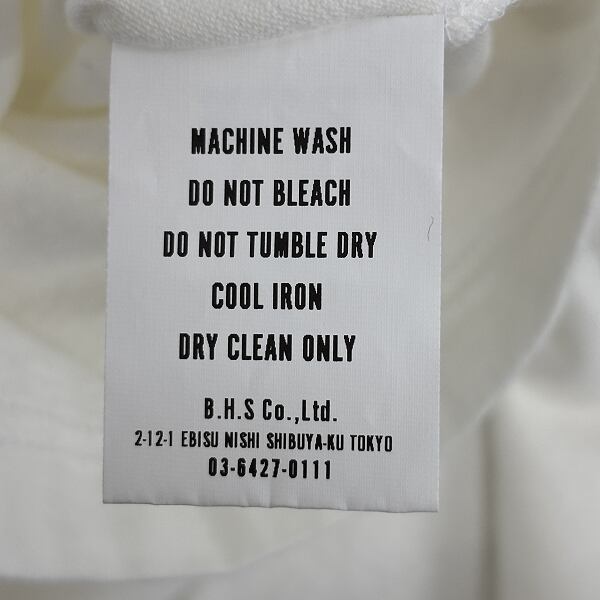 MACHINE WASH
DO NOT BLEACH
DO NOT TUMBLE DRY
COOL IRON
DRY CLEAN ONLY
B.H.S Co.,Ltd.
2-12-1 EBISU NISHI SHIBUYA-KU TOKYO
03-6427-0111